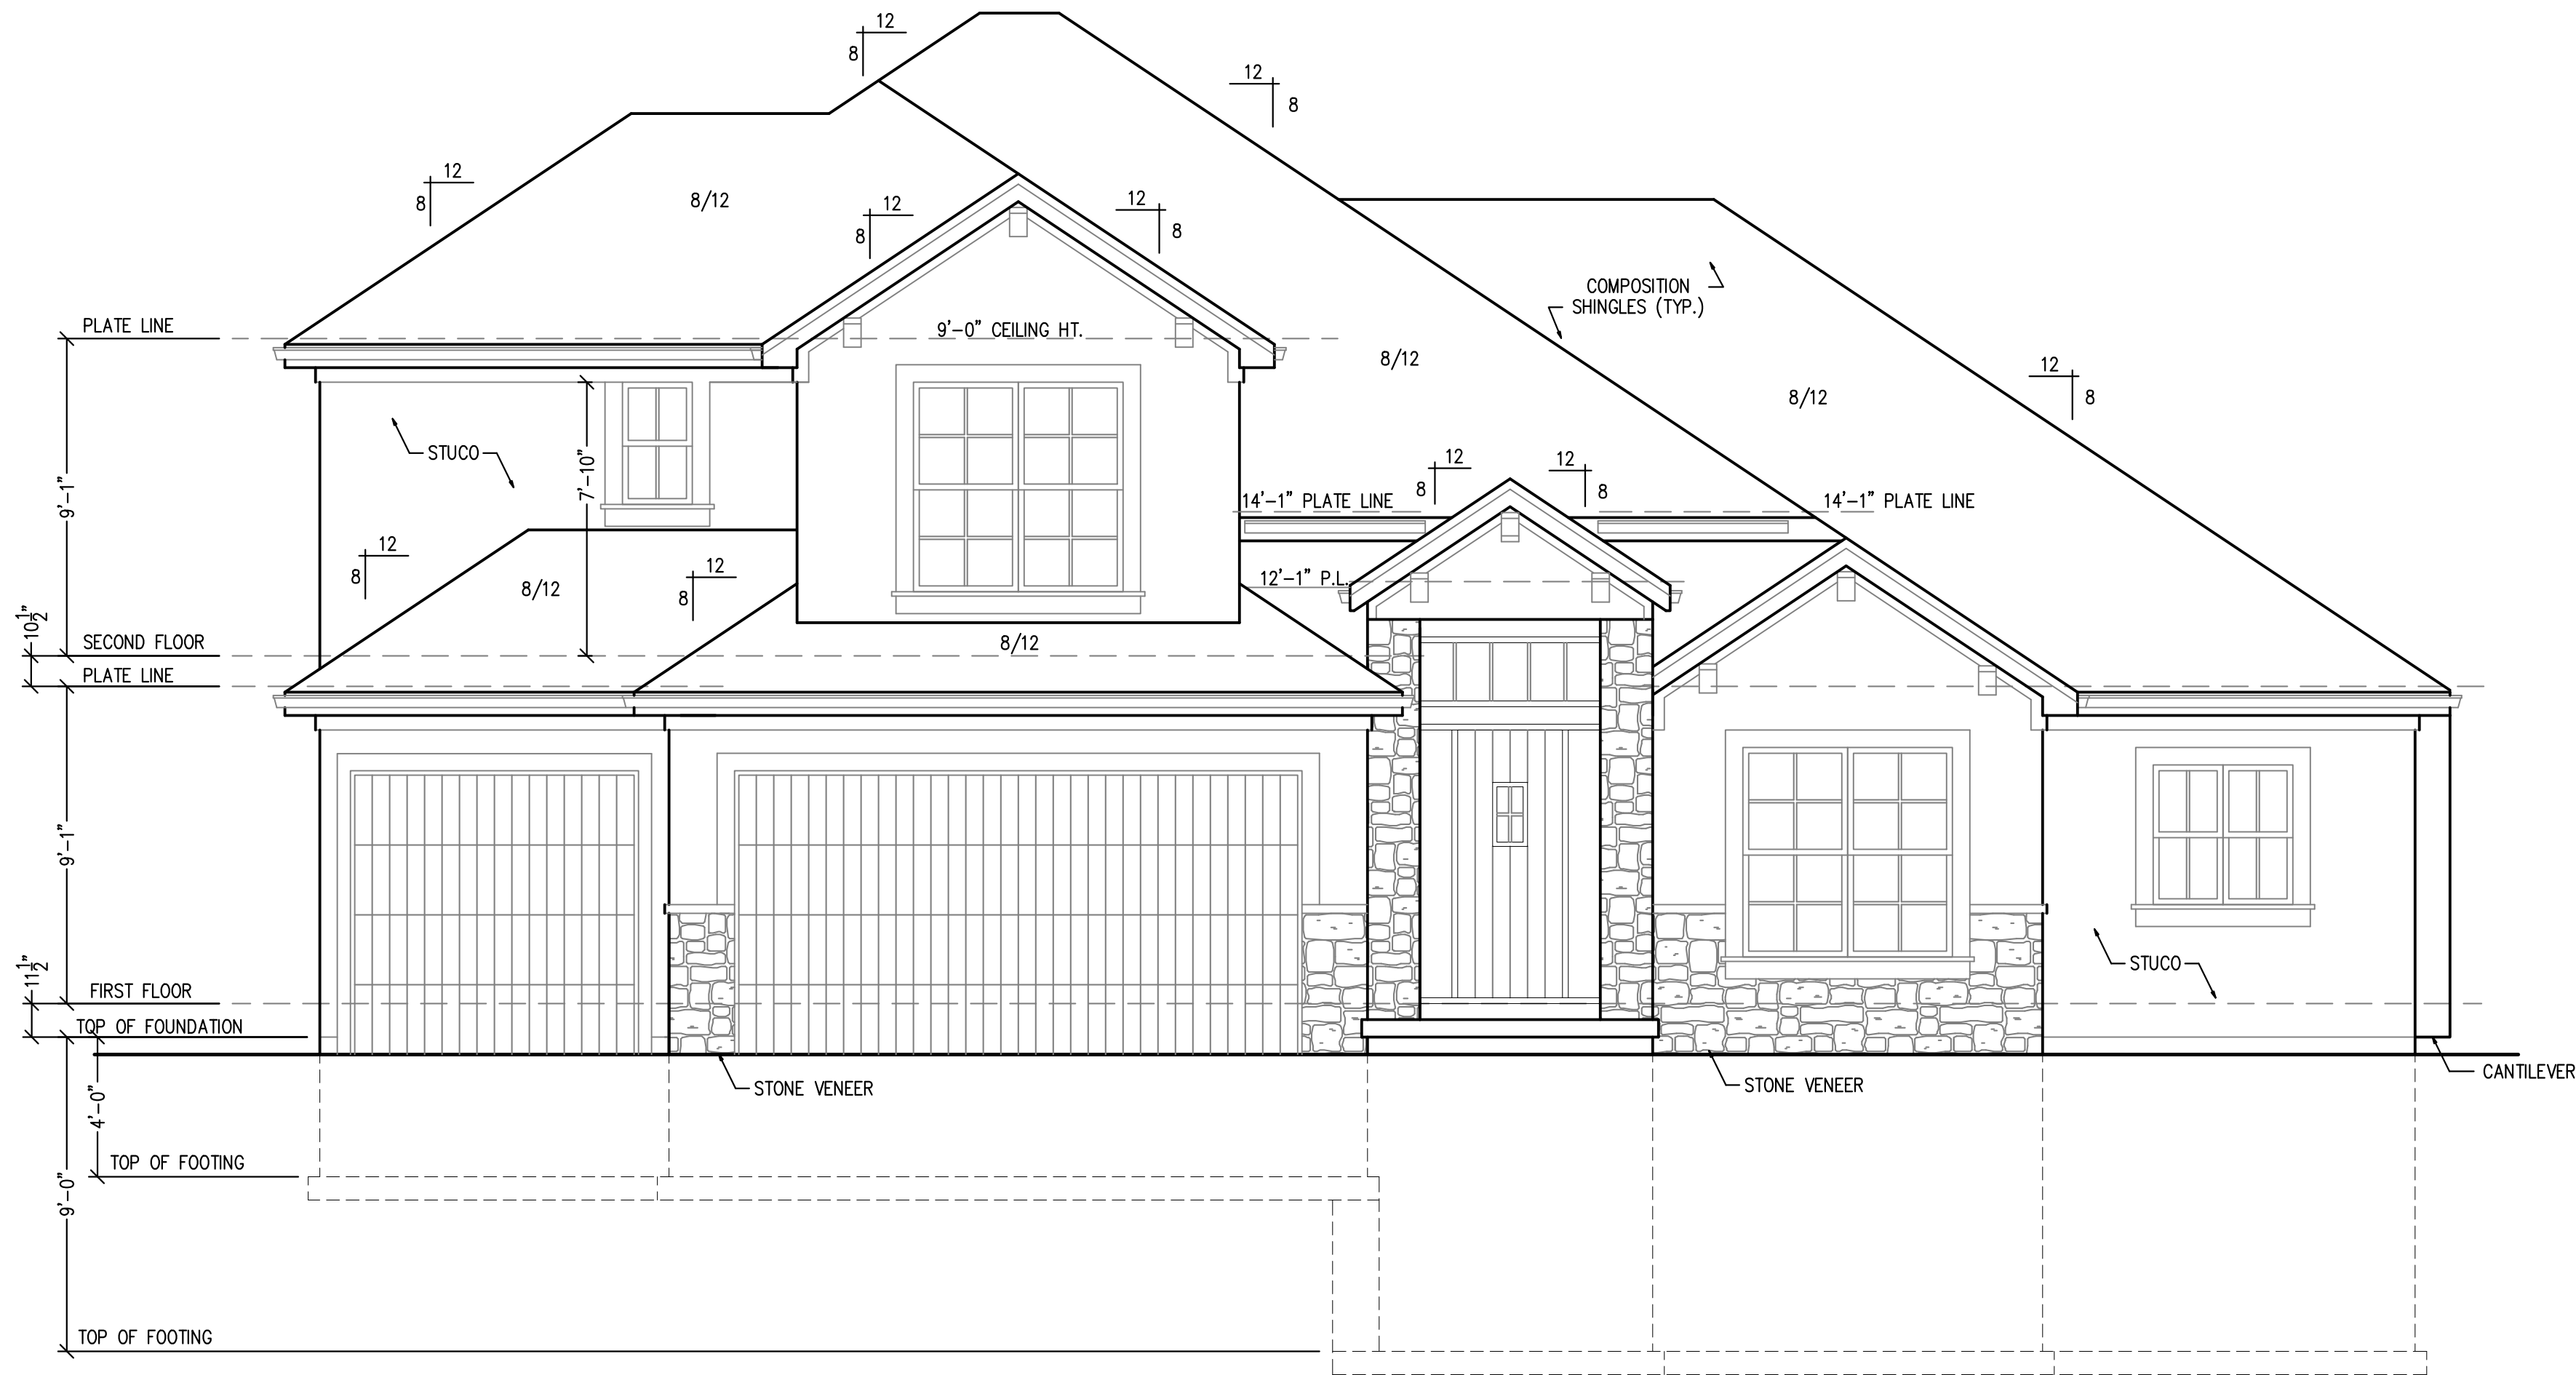 12
8
12
8
12
8
8/12
12
8
12
8
COMPOSITION
SHINGLES (TYP.)
PLATE LINE
9'-0" CEILING HT.
8/12
12
8
8/12
STUCO
7'-10"
9'-1"
12
8
12
8
14'-1" PLATE LINE
14'-1" PLATE LINE
12
8
8/12
12
8
12'-1" P.L.
10 1/2"
SECOND FLOOR
8/12
PLATE LINE
9'-1"
11 1/2"
FIRST FLOOR
STUCO
TOP OF FOUNDATION
CANTILEVER
STONE VENEER
STONE VENEER
4'-0"
TOP OF FOOTING
9'-0"
TOP OF FOOTING